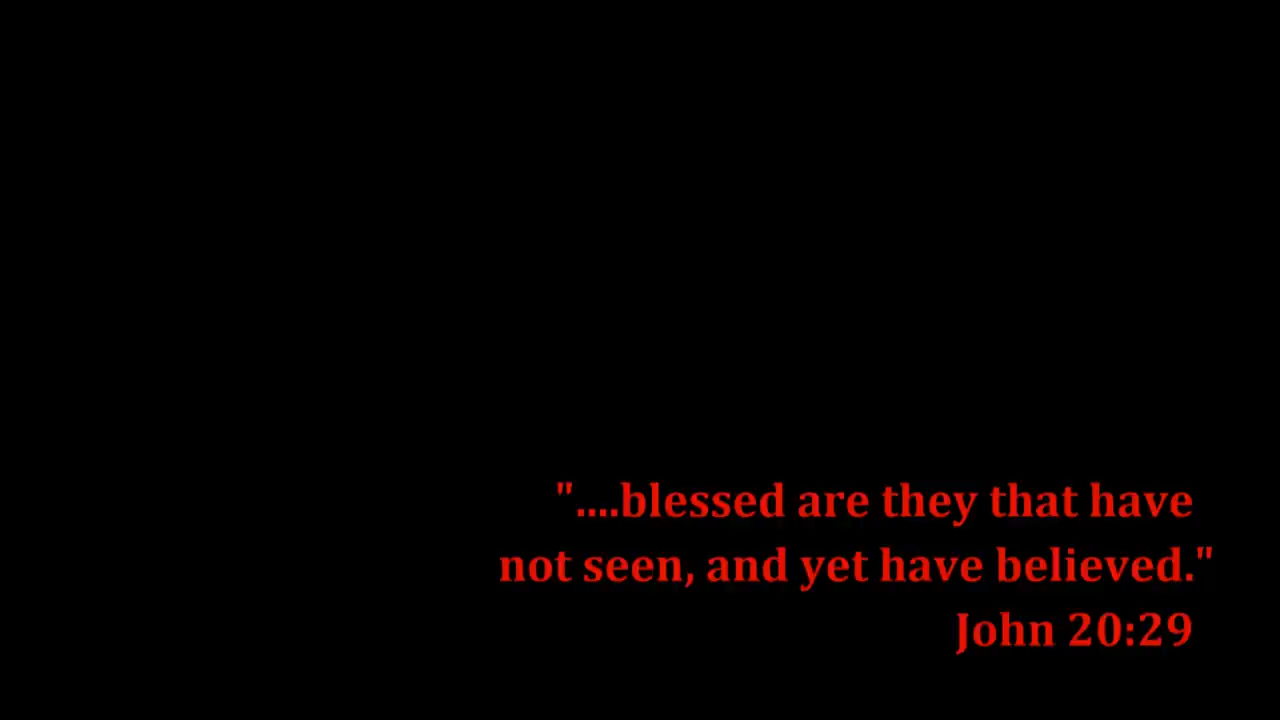 "....blessed are they that have
not seen, and yet have believed."
John 20:29